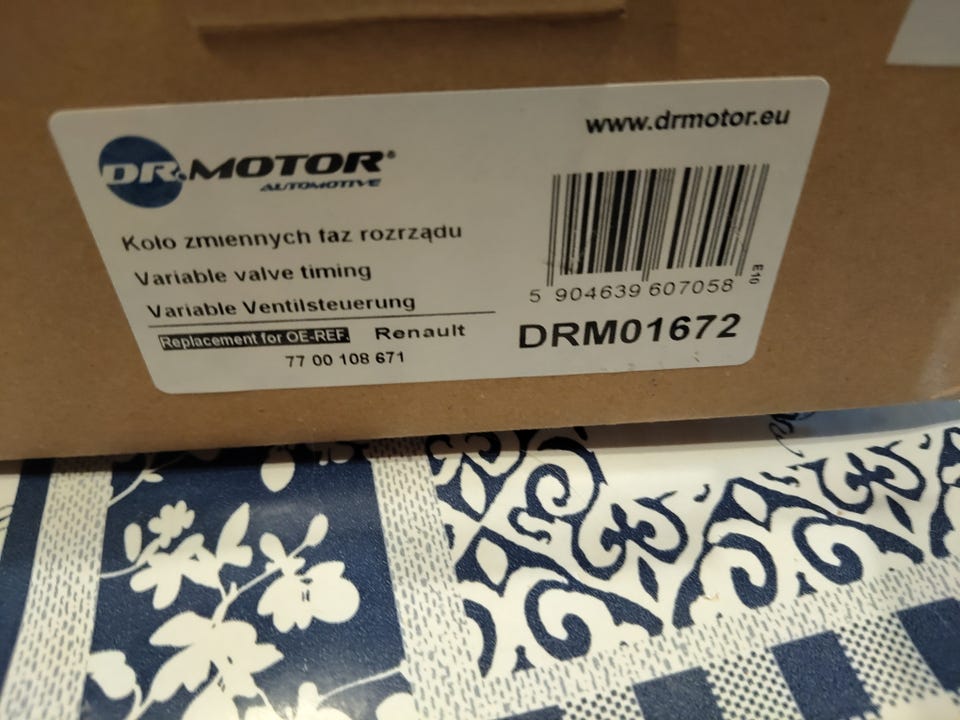 DR.MOTOR®
AUTOMOTIVE
www.drmotor.eu
Koło zmiennych faz rozrządu
Variable valve timing
Variable Ventilsteuerung
Replacement for OE-REF. Renault
77 00 108 671
5 904639 607058
E10
DRM01672